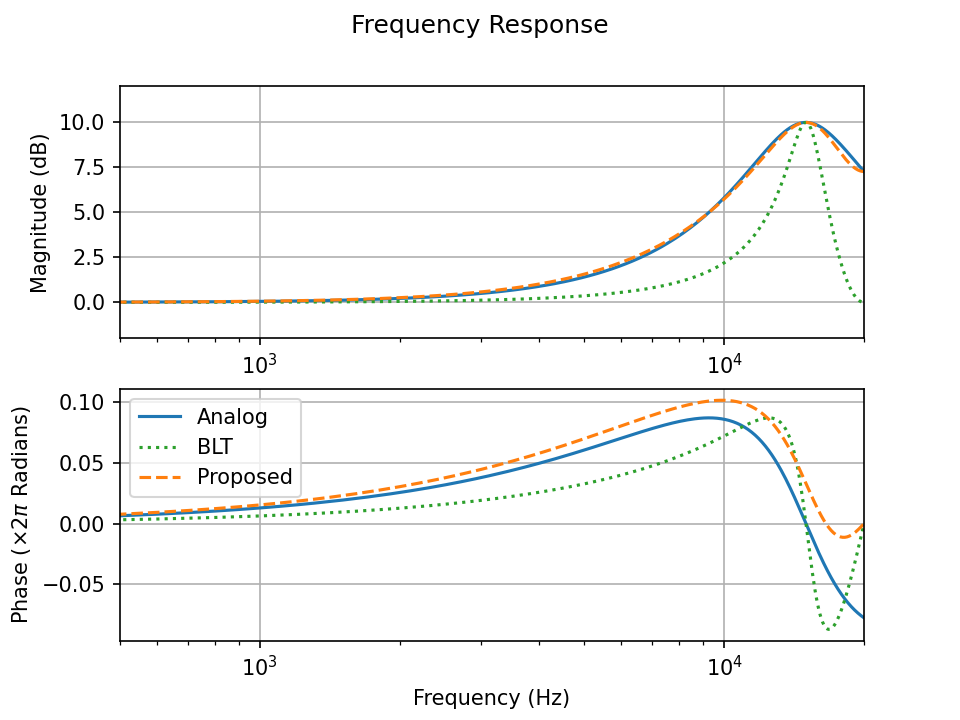 Frequency Response
Magnitude (dB)
10.0
7.5
5.0
2.5
0.0
10³
10⁴
Phase (×2π Radians)
0.10
0.05
0.00
−0.05
Analog
BLT
Proposed
10³
10⁴
Frequency (Hz)